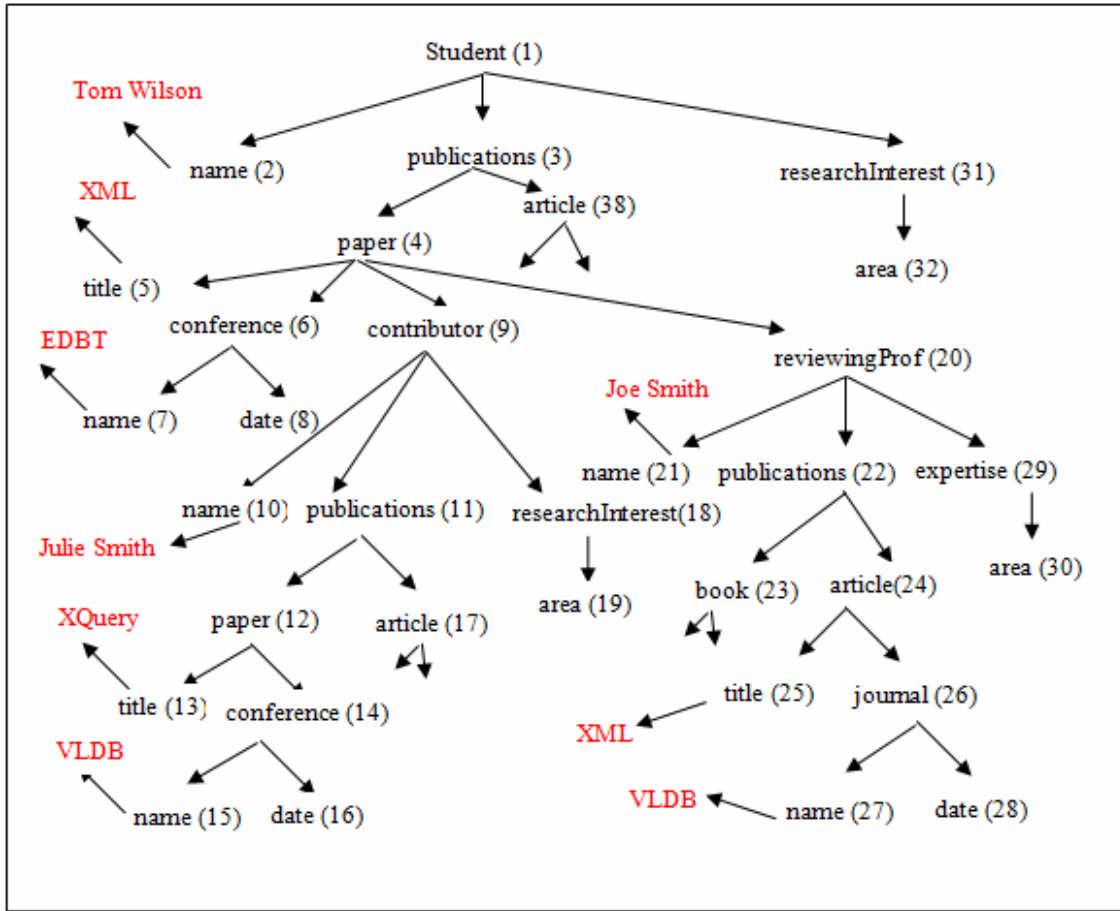 Student (1)
Tom Wilson
publications (3)
name (2)
researchInterest (31)
XML
article (38)
paper (4)
area (32)
title (5)
conference (6)
contributor (9)
EDBT
reviewingProf (20)
Joe Smith
name (7)
date (8)
name (21)
publications (22)
expertise (29)
name (10)
publications (11)
researchInterest(18)
Julie Smith
area (30)
book (23)
article(24)
area (19)
XQuery
paper (12)
article (17)
title (13)
conference (14)
title (25)
journal (26)
XML
VLDB
VLDB
name (15)
date (16)
name (27)
date (28)